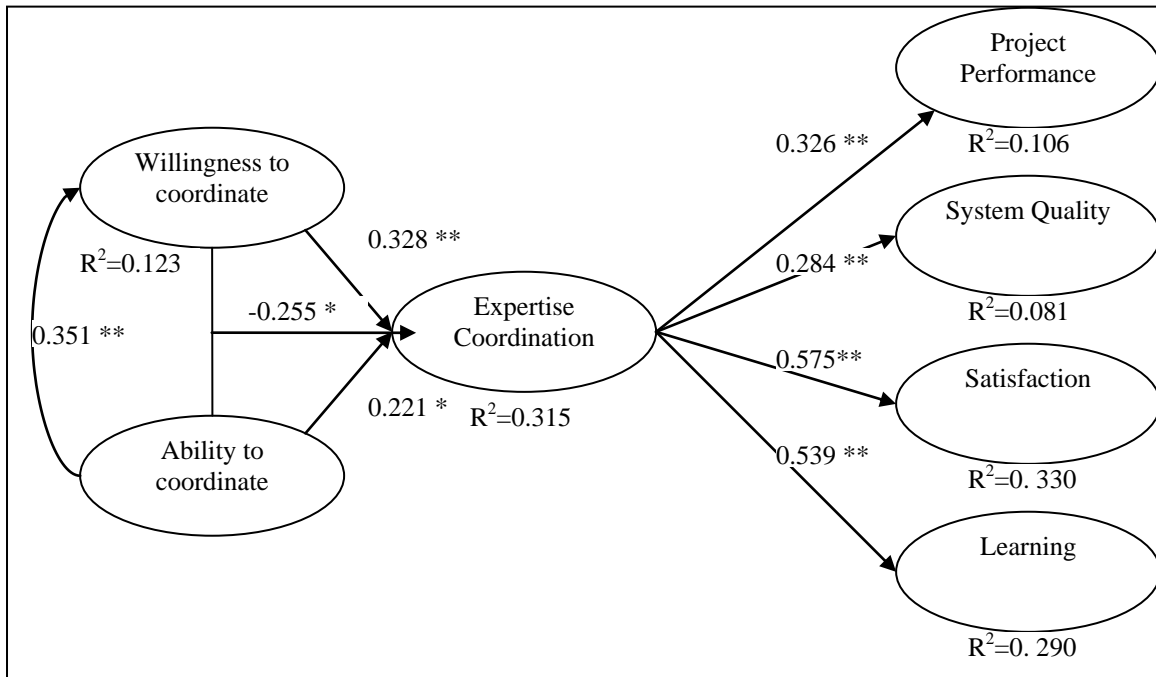 Project
Performance
0.326 **
R²=0.106
Willingness to
coordinate
System Quality
0.328 **
0.284 **
R²=0.123
-0.255 *
Expertise
Coordination
R²=0.081
0.351 **
0.575**
Satisfaction
0.221 *
R²=0.315
Ability to
coordinate
0.539 **
R²=0. 330
Learning
R²=0. 290